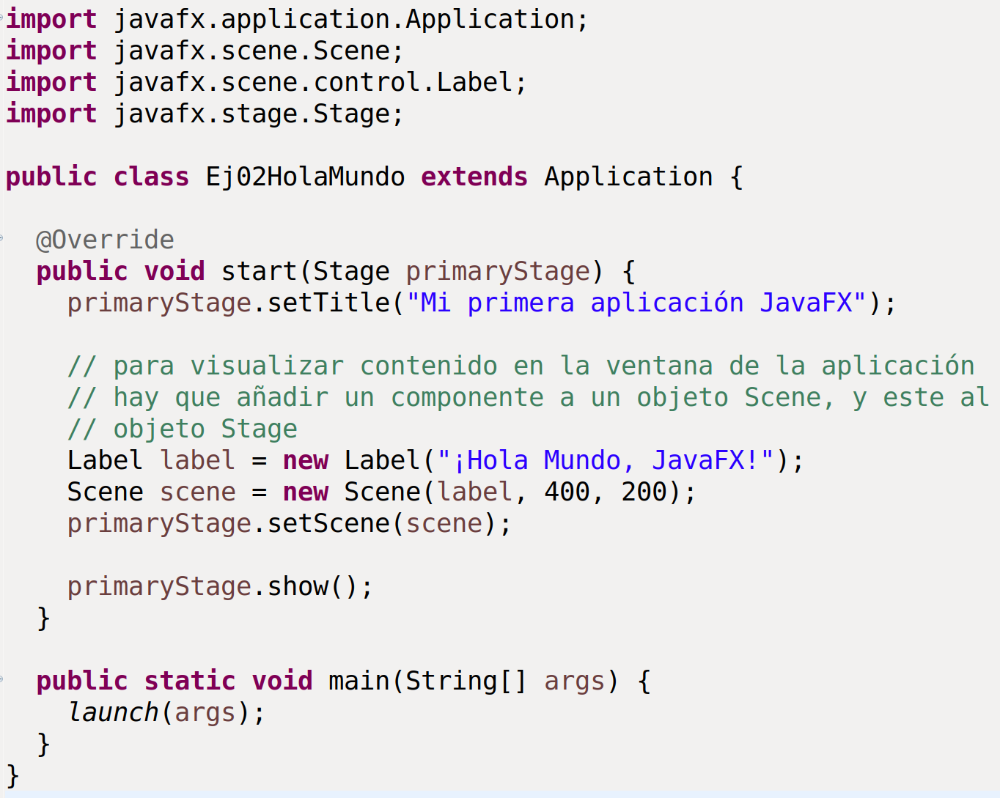 import javafx.application.Application;
import javafx.scene.Scene;
import javafx.scene.control.Label;
import javafx.stage.Stage;

public class Ej02HolaMundo extends Application {

  @Override
  public void start(Stage primaryStage) {
    primaryStage.setTitle("Mi primera aplicación JavaFX");

    // para visualizar contenido en la ventana de la aplicación
    // hay que añadir un componente a un objeto Scene, y este al
    // objeto Stage
    Label label = new Label("¡Hola Mundo, JavaFX!");
    Scene scene = new Scene(label, 400, 200);
    primaryStage.setScene(scene);

    primaryStage.show();
  }

  public static void main(String[] args) {
    launch(args);
  }
}